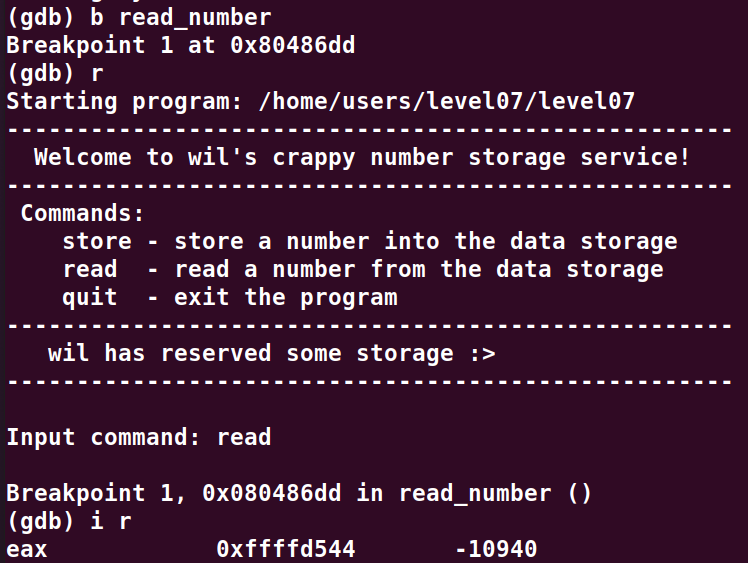 (gdb) b read_number
Breakpoint 1 at 0x80486dd
(gdb) r
Starting program: /home/users/level07/level07
----------------------------------------------------
  Welcome to wil's crappy number storage service!
----------------------------------------------------
 Commands:
    store - store a number into the data storage
    read  - read a number from the data storage
    quit  - exit the program
----------------------------------------------------
   wil has reserved some storage :>
----------------------------------------------------

Input command: read

Breakpoint 1, 0x080486dd in read_number ()
(gdb) i r
eax            0xffffd544       -10940